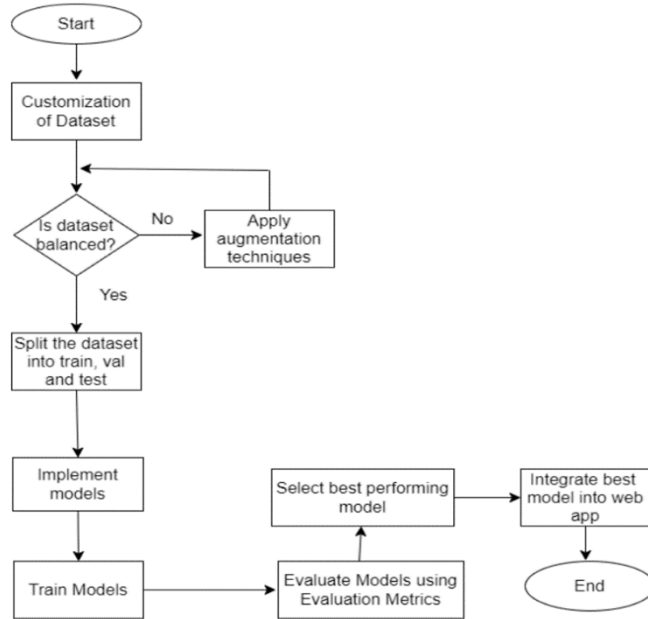 Start
Customization
of Dataset
Is dataset
balanced?
No
Apply
augmentation
techniques
Yes
Split the dataset
into train, val
and test
Implement
models
Train Models
Evaluate Models using
Evaluation Metrics
Select best performing
model
Integrate best
model into web
app
End